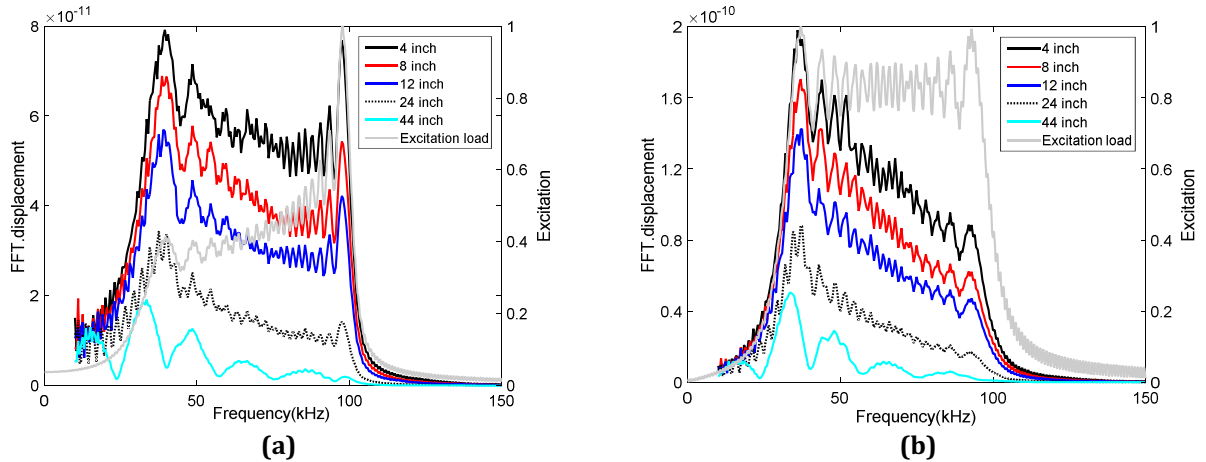 ×10⁻¹¹
8
6
4
2
0
FFT.displacement
1
0.8
0.6
0.4
0.2
0
Excitation
4 inch
8 inch
12 inch
24 inch
44 inch
Excitation load
0 50 100 150
Frequency(kHz)
(a)
×10⁻¹⁰
2
1.6
1.2
0.8
0.4
0
FFT.displacement
1
0.8
0.6
0.4
0.2
0
Excitation
4 inch
8 inch
12 inch
24 inch
44 inch
Excitation load
0 50 100 150
Frequency(kHz)
(b)